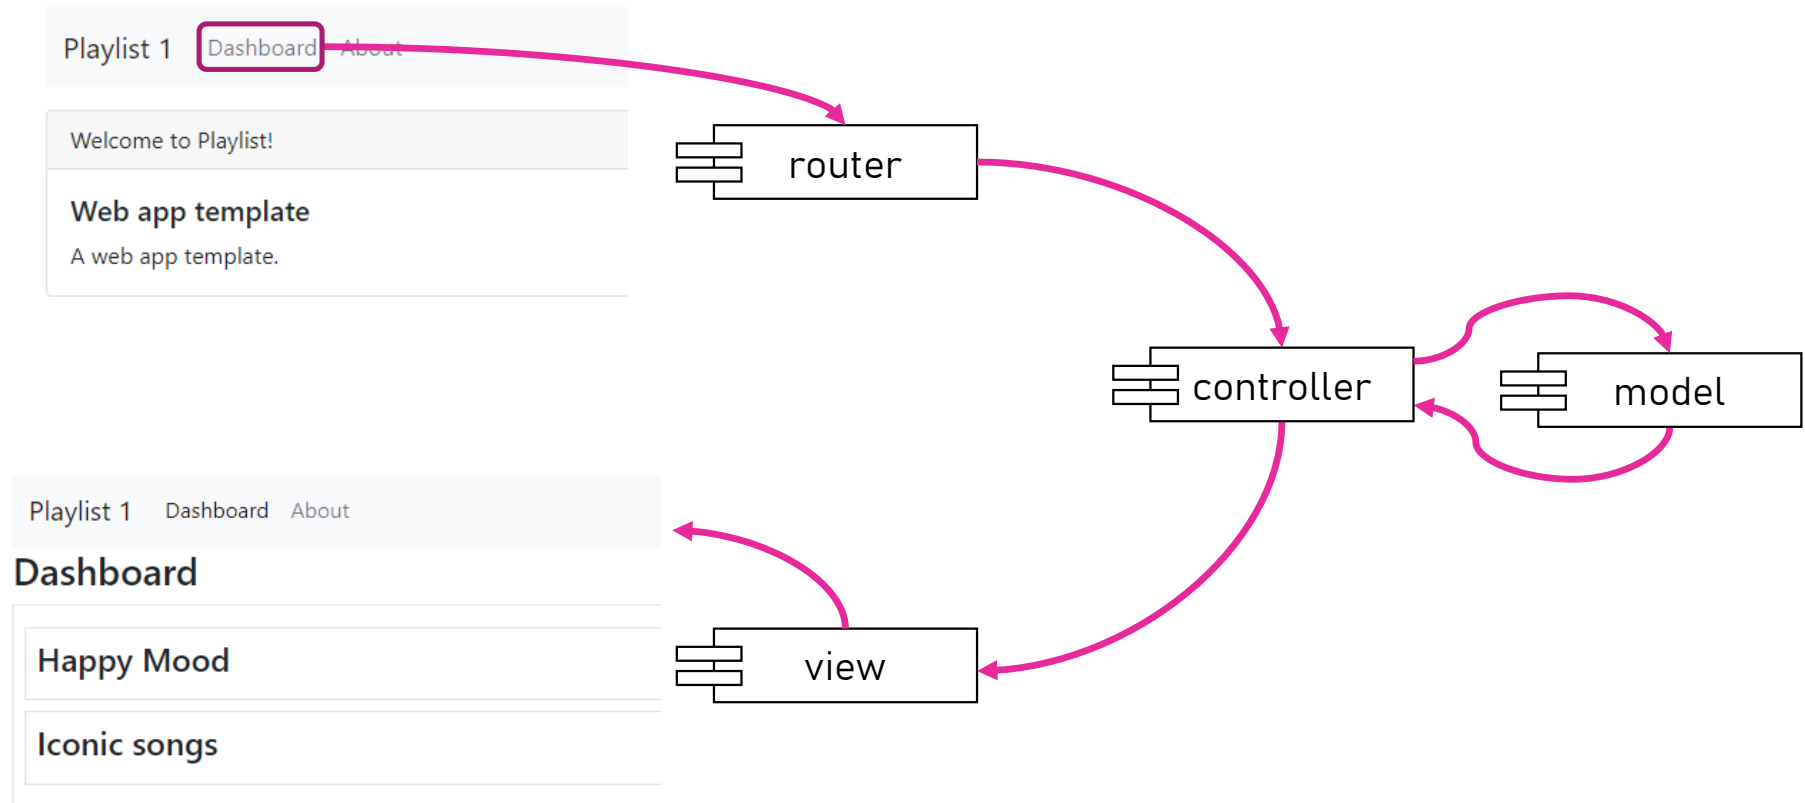 Playlist 1 Dashboard About
Welcome to Playlist!
Web app template
A web app template.
router
controller
model
view
Playlist 1 Dashboard About
Dashboard
Happy Mood
Iconic songs